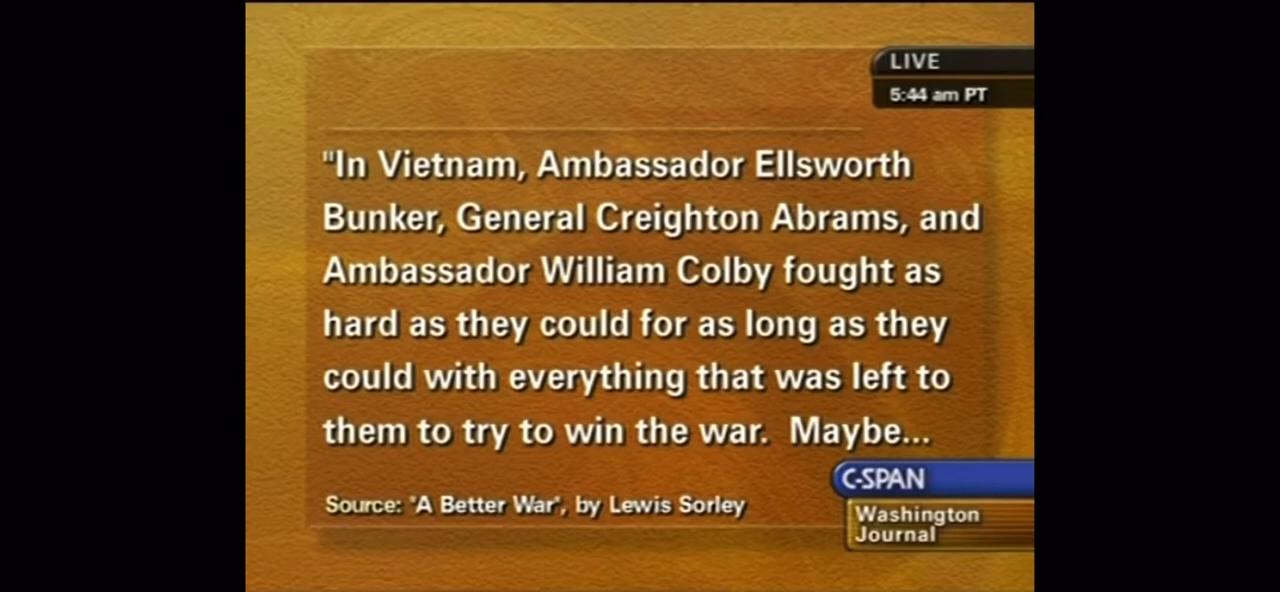 LIVE
5:44 am PT
"In Vietnam, Ambassador Ellsworth
Bunker, General Creighton Abrams, and
Ambassador William Colby fought as
hard as they could for as long as they
could with everything that was left to
them to try to win the war.  Maybe...
Source: "A Better War", by Lewis Sorley
C-SPAN
Washington
Journal